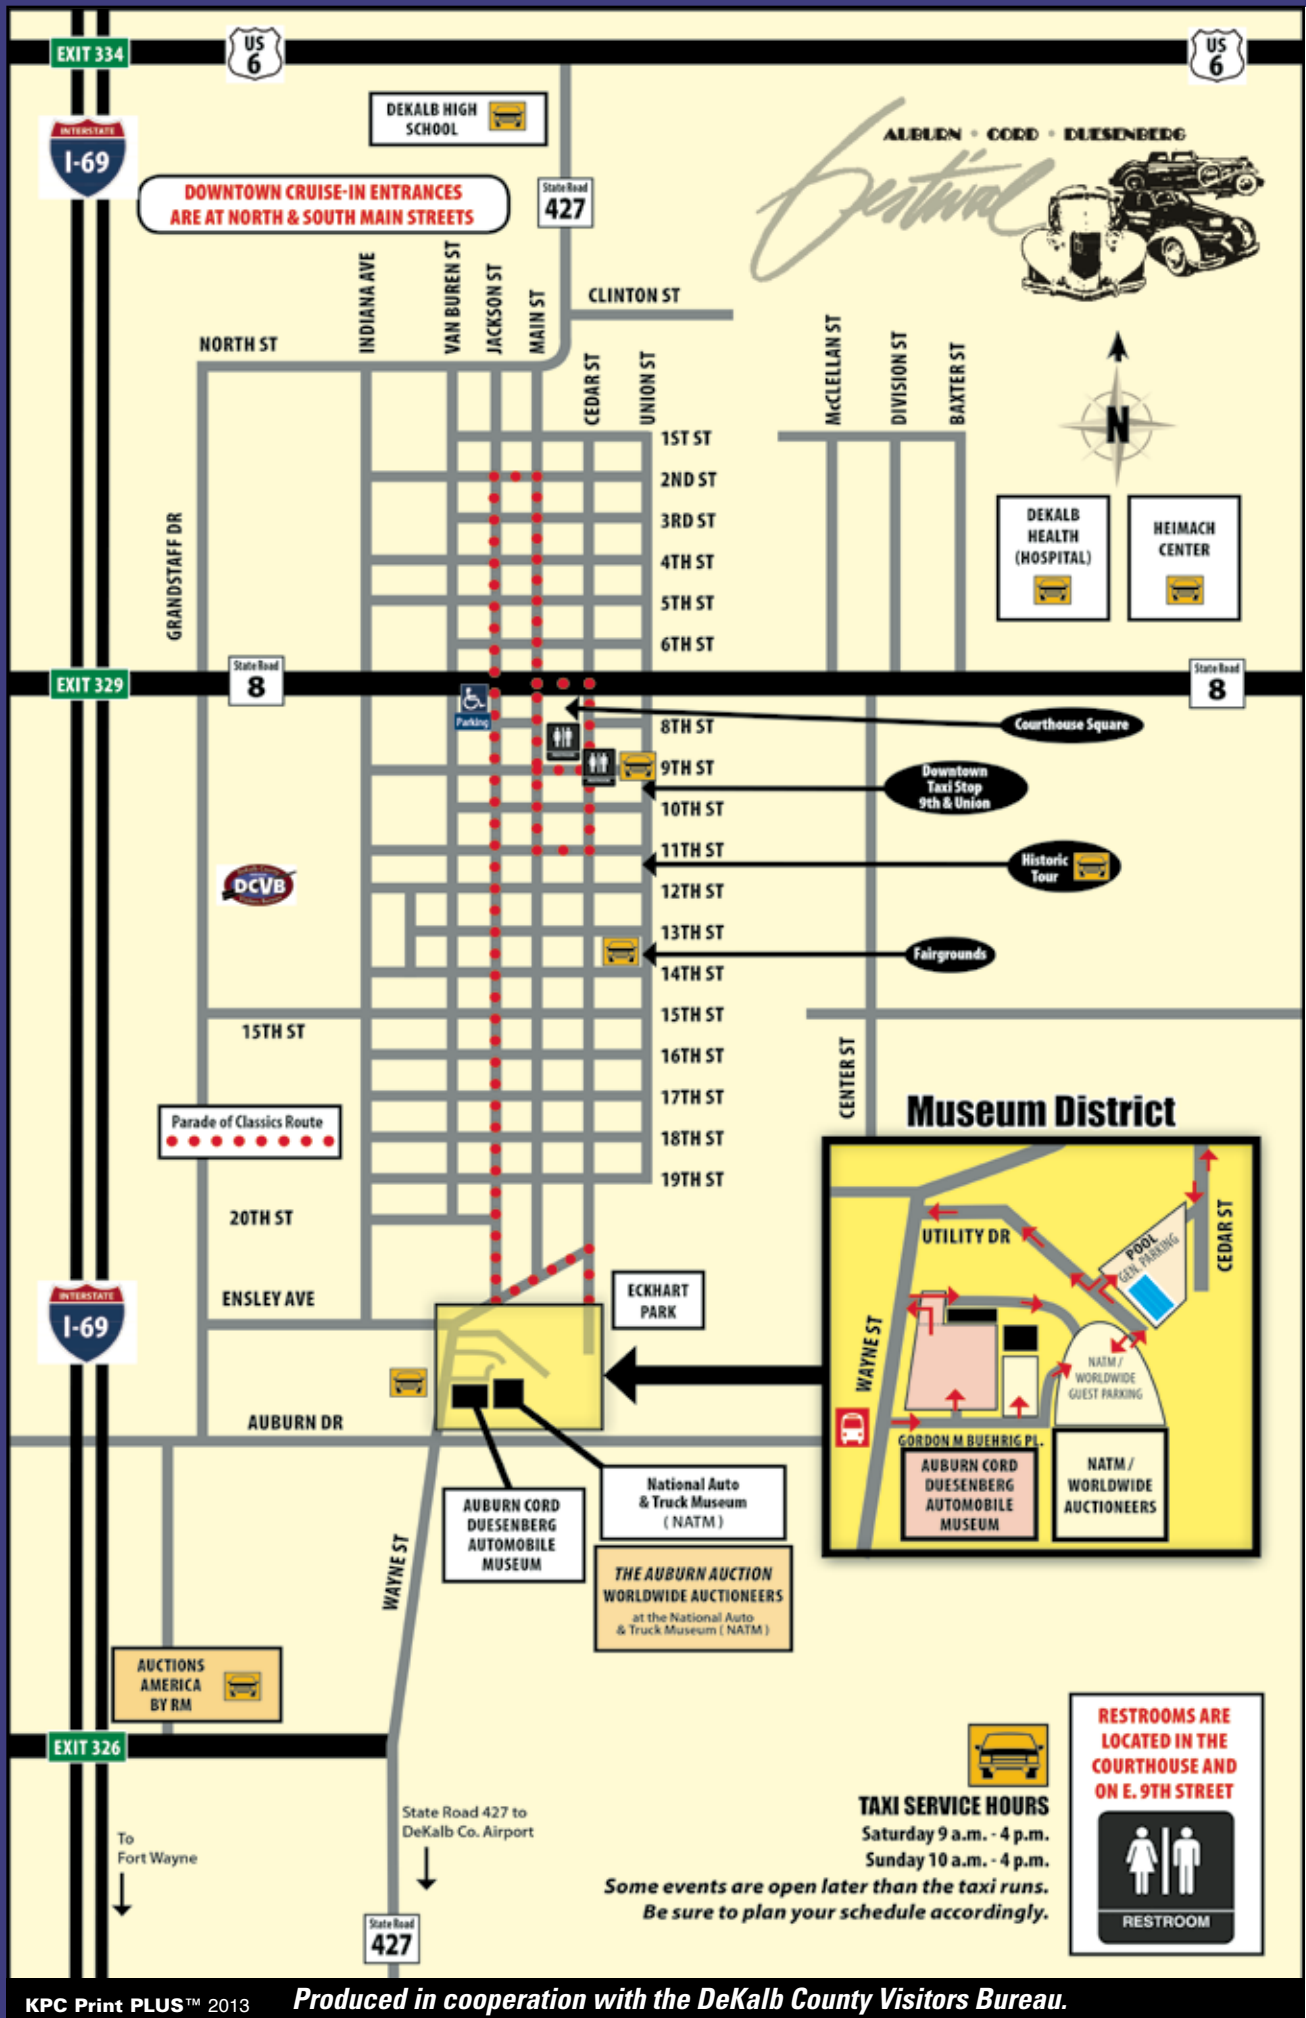 EXIT 334
US
6
US
6
INTERSTATE
I-69
DEKALB HIGH
SCHOOL
AUBURN • CORD • DUESENBERG
Festival
DOWNTOWN CRUISE-IN ENTRANCES
ARE AT NORTH & SOUTH MAIN STREETS
State Road
427
INDIANA AVE
VAN BUREN ST
JACKSON ST
MAIN ST
CLINTON ST
NORTH ST
CEDAR ST
UNION ST
McCLELLAN ST
DIVISION ST
BAXTER ST
N
1ST ST
2ND ST
3RD ST
4TH ST
5TH ST
6TH ST
GRANDSTAFF DR
DEKALB
HEALTH
(HOSPITAL)
HEIMACH
CENTER
EXIT 329
State Road
8
State Road
8
Parking
8TH ST
Courthouse Square
9TH ST
Downtown
Taxi Stop
9th & Union
10TH ST
11TH ST
Historic
Tour
DCVB
12TH ST
13TH ST
Fairgrounds
14TH ST
15TH ST
15TH ST
16TH ST
17TH ST
18TH ST
19TH ST
CENTER ST
Parade of Classics Route
20TH ST
ENSLEY AVE
INTERSTATE
I-69
ECKHART
PARK
AUBURN DR
Museum District
UTILITY DR
POOL
GEN. PARKING
CEDAR ST
WAYNE ST
NATM /
WORLDWIDE
GUEST PARKING
GORDON M BUEHRIG PL.
AUBURN CORD
DUESENBERG
AUTOMOBILE
MUSEUM
NATM /
WORLDWIDE
AUCTIONEERS
AUBURN CORD
DUESENBERG
AUTOMOBILE
MUSEUM
National Auto
& Truck Museum
( NATM )
THE AUBURN AUCTION
WORLDWIDE AUCTIONEERS
at the National Auto
& Truck Museum ( NATM )
WAYNE ST
AUCTIONS
AMERICA
BY RM
EXIT 326
To
Fort Wayne
State Road 427 to
DeKalb Co. Airport
State Road
427
TAXI SERVICE HOURS
Saturday 9 a.m. - 4 p.m.
Sunday 10 a.m. - 4 p.m.
Some events are open later than the taxi runs.
Be sure to plan your schedule accordingly.
RESTROOMS ARE
LOCATED IN THE
COURTHOUSE AND
ON E. 9TH STREET
RESTROOM
KPC Print PLUS™ 2013
Produced in cooperation with the DeKalb County Visitors Bureau.